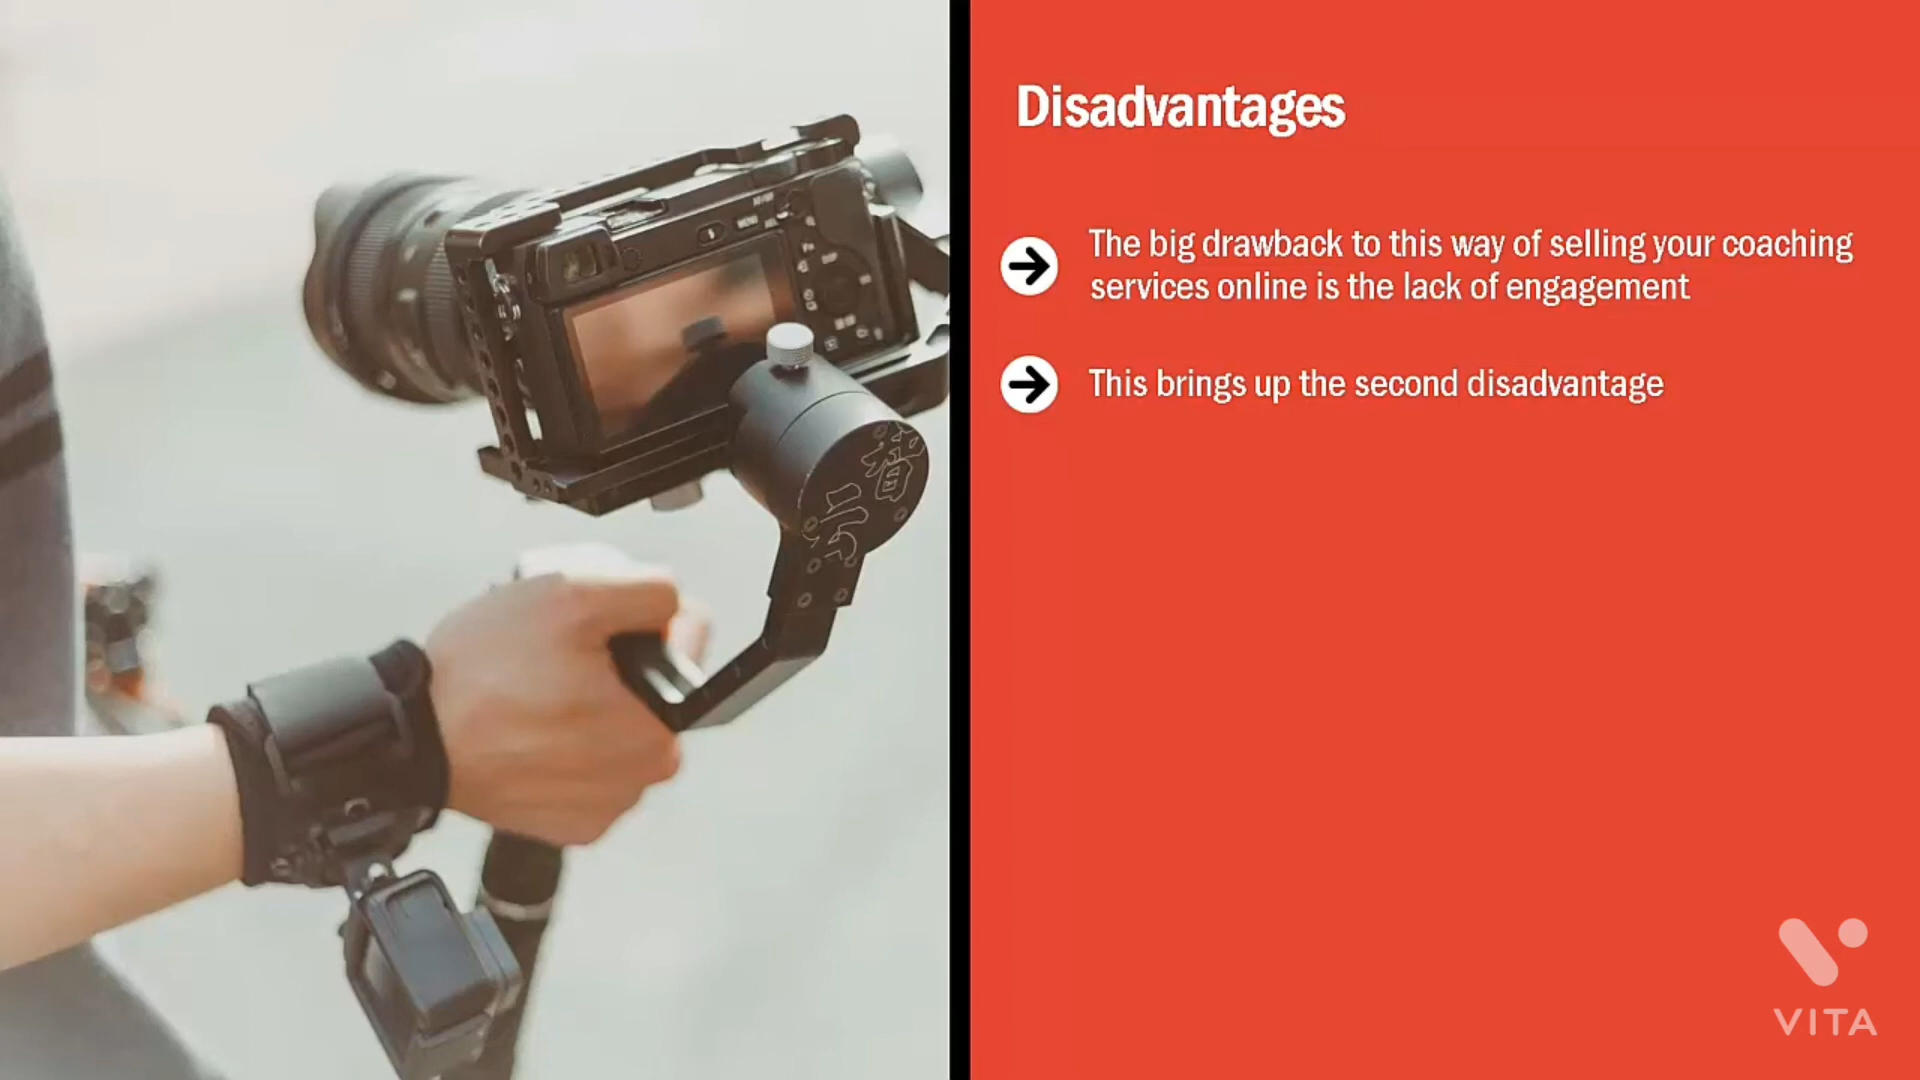 Disadvantages
The big drawback to this way of selling your coaching
services online is the lack of engagement
This brings up the second disadvantage
MENU
VITA